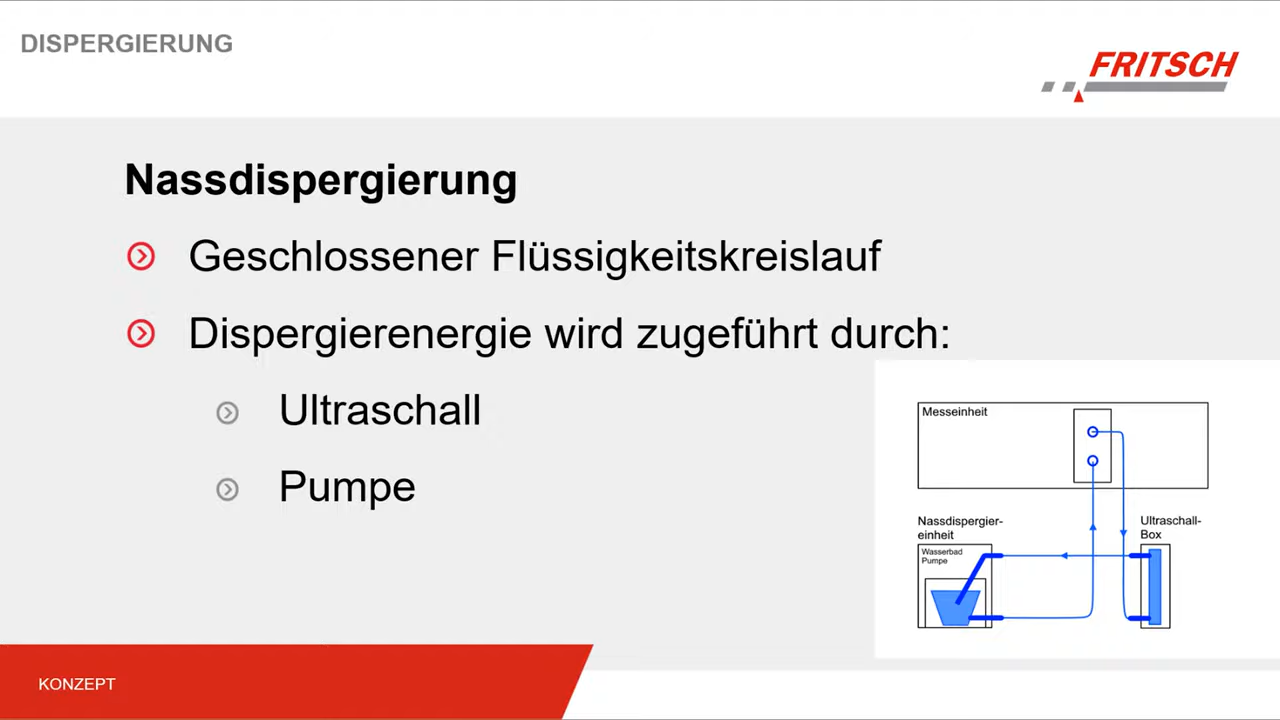 DISPERGIERUNG
FRITSCH
Nassdispergierung
Geschlossener Flüssigkeitskreislauf
Dispergierenergie wird zugeführt durch:
Ultraschall
Pumpe
Messeinheit
Nassdispergier-
einheit
Wasserbad
Pumpe
Ultraschall-
Box
KONZEPT